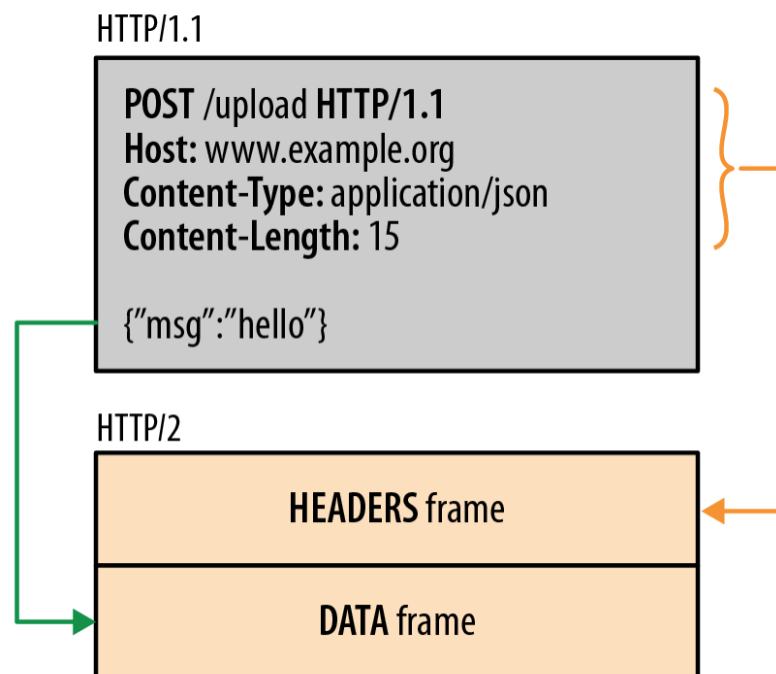 HTTP/1.1
POST /upload HTTP/1.1
Host: www.example.org
Content-Type: application/json
Content-Length: 15
{”msg”:”hello”}
HTTP/2
HEADERS frame
DATA frame